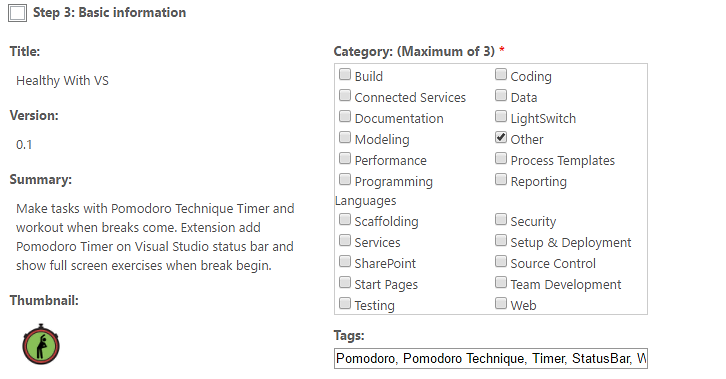 Step 3: Basic information
Title:
Healthy With VS
Version:
0.1
Summary:
Make tasks with Pomodoro Technique Timer and
workout when breaks come. Extension add
Pomodoro Timer on Visual Studio status bar and
show full screen exercises when break begin.
Thumbnail:
Category: (Maximum of 3) *
Build
Coding
Connected Services
Data
Documentation
LightSwitch
Modeling
Other
Performance
Process Templates
Programming
Reporting
Languages
Scaffolding
Security
Services
Setup & Deployment
SharePoint
Source Control
Start Pages
Team Development
Testing
Web
Tags:
Pomodoro, Pomodoro Technique, Timer, StatusBar,